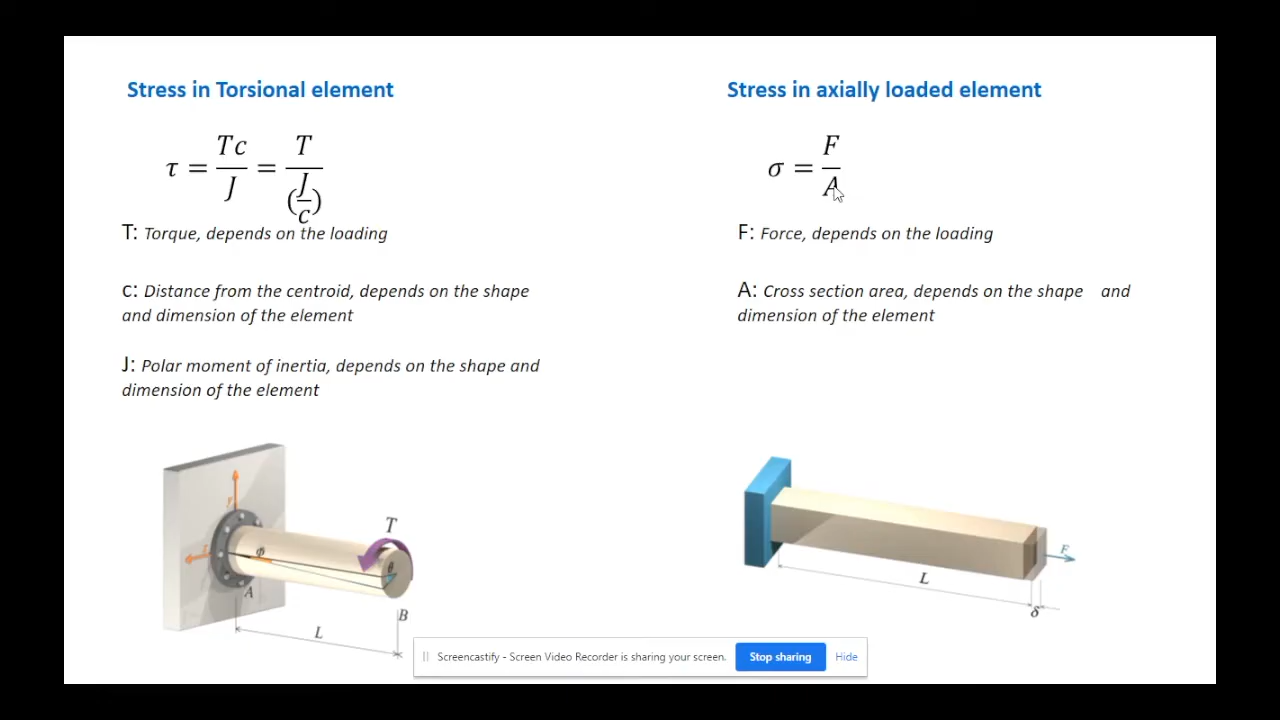 Stress in Torsional element
τ = Tc/J = T/(J/c)
T: Torque, depends on the loading
c: Distance from the centroid, depends on the shape
and dimension of the element
J: Polar moment of inertia, depends on the shape and
dimension of the element
y
z
A
ϕ
T
θ
B
L
Stress in axially loaded element
σ = F/A
F: Force, depends on the loading
A: Cross section area, depends on the shape and
dimension of the element
F
L
δ
Screencastify - Screen Video Recorder is sharing your screen.
Stop sharing
Hide